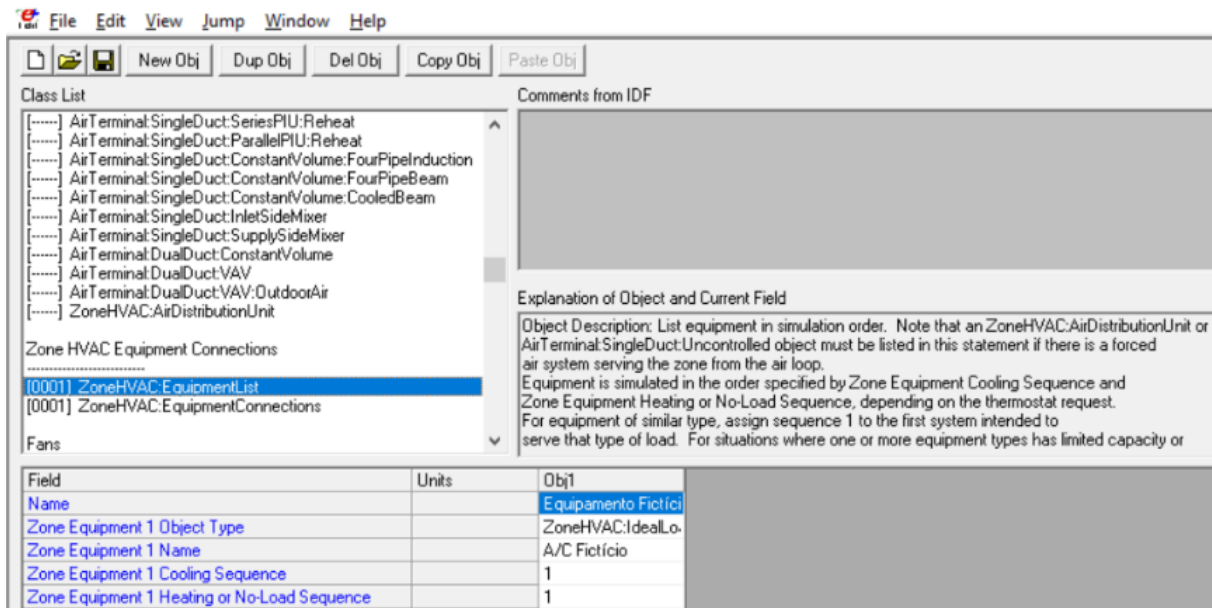 File Edit View Jump Window Help
New Obj Dup Obj Del Obj Copy Obj Paste Obj
Class List
[------] AirTerminal:SingleDuct:SeriesPIU:Reheat
[------] AirTerminal:SingleDuct:ParallelPIU:Reheat
[------] AirTerminal:SingleDuct:ConstantVolume:FourPipeInduction
[------] AirTerminal:SingleDuct:ConstantVolume:FourPipeBeam
[------] AirTerminal:SingleDuct:ConstantVolume:CooledBeam
[------] AirTerminal:SingleDuct:InletSideMixer
[------] AirTerminal:SingleDuct:SupplySideMixer
[------] AirTerminal:DualDuct:ConstantVolume
[------] AirTerminal:DualDuct:VAV
[------] AirTerminal:DualDuct:VAV:OutdoorAir
[------] ZoneHVAC:AirDistributionUnit
Zone HVAC Equipment Connections
--------------------------
[0001] ZoneHVAC:EquipmentList
[0001] ZoneHVAC:EquipmentConnections
Fans
Comments from IDF
Explanation of Object and Current Field
Object Description: List equipment in simulation order. Note that an ZoneHVAC:AirDistributionUnit or
AirTerminal:SingleDuct:Uncontrolled object must be listed in this statement if there is a forced
air system serving the zone from the air loop.
Equipment is simulated in the order specified by Zone Equipment Cooling Sequence and
Zone Equipment Heating or No-Load Sequence, depending on the thermostat request.
For equipment of similar type, assign sequence 1 to the first system intended to
serve that type of load. For situations where one or more equipment types has limited capacity or
Field Units Obj1
Name Equipamento Fictíci
Zone Equipment 1 Object Type ZoneHVAC:IdealLo
Zone Equipment 1 Name A/C Fictício
Zone Equipment 1 Cooling Sequence 1
Zone Equipment 1 Heating or No-Load Sequence 1